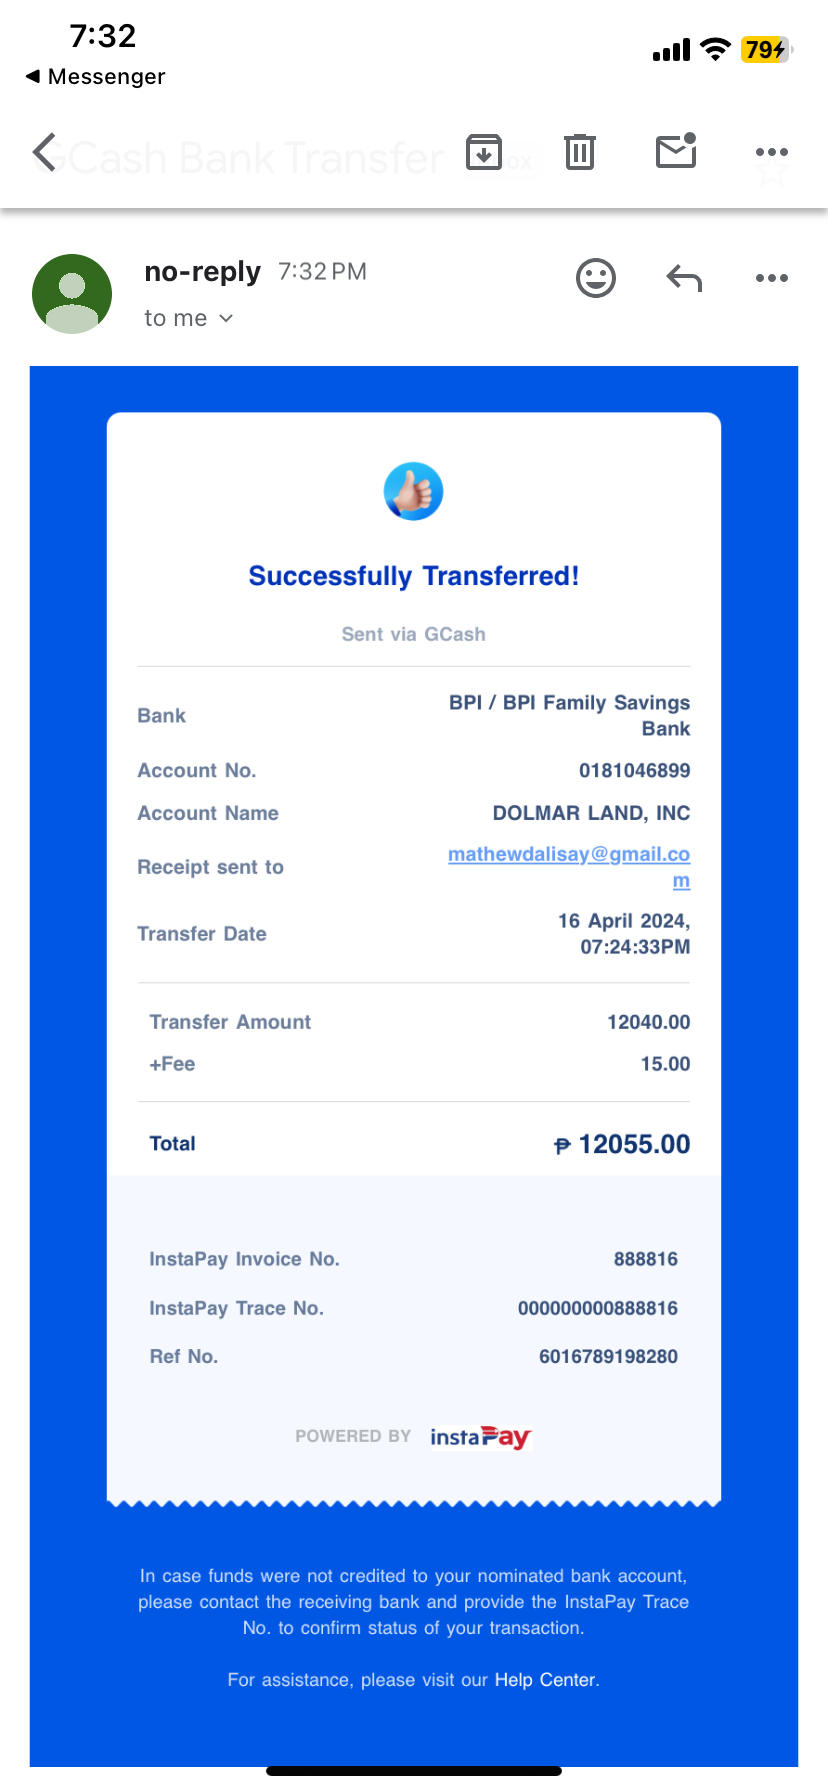 7:32
79
◀ Messenger
GCash Bank Transfer
no-reply 7:32 PM
to me
Successfully Transferred!
Sent via GCash
Bank BPI / BPI Family Savings
Bank
Account No. 0181046899
Account Name DOLMAR LAND, INC
Receipt sent to mathewdalisay@gmail.co
m
Transfer Date 16 April 2024,
07:24:33PM
Transfer Amount 12040.00
+Fee 15.00
Total ₱ 12055.00
InstaPay Invoice No. 888816
InstaPay Trace No. 000000000888816
Ref No. 6016789198280
POWERED BY instaPay
In case funds were not credited to your nominated bank account,
please contact the receiving bank and provide the InstaPay Trace
No. to confirm status of your transaction.
For assistance, please visit our Help Center.